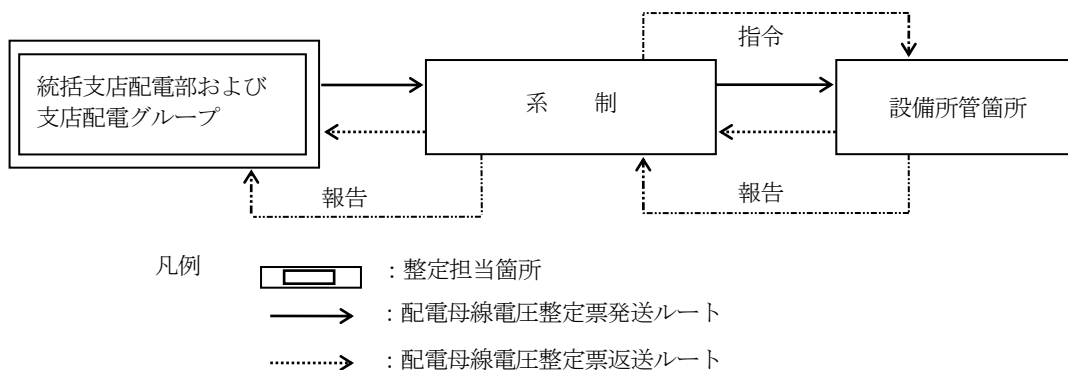 指令
統括支店配電部および
支店配電グループ
系　　制
設備所管箇所
報告
報告
凡例
：整定担当箇所
：配電母線電圧整定票発送ルート
：配電母線電圧整定票返送ルート